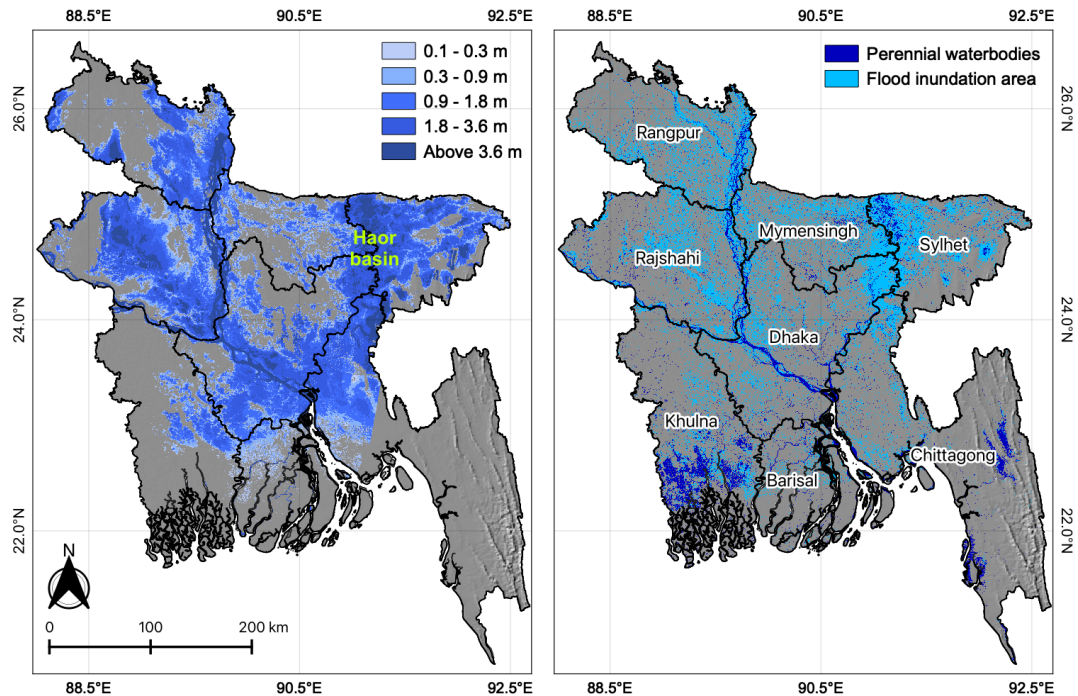 88.5°E 90.5°E 92.5°E 88.5°E 90.5°E 92.5°E
0.1 - 0.3 m
0.3 - 0.9 m
0.9 - 1.8 m
1.8 - 3.6 m
Above 3.6 m
Perennial waterbodies
Flood inundation area
26.0°N
24.0°N
22.0°N
Haor
basin
N
0 100 200 km
Rangpur
Mymensingh
Sylhet
Rajshahi
Dhaka
Khulna
Chittagong
Barisal
26.0°N
24.0°N
22.0°N
88.5°E 90.5°E 92.5°E 88.5°E 90.5°E 92.5°E